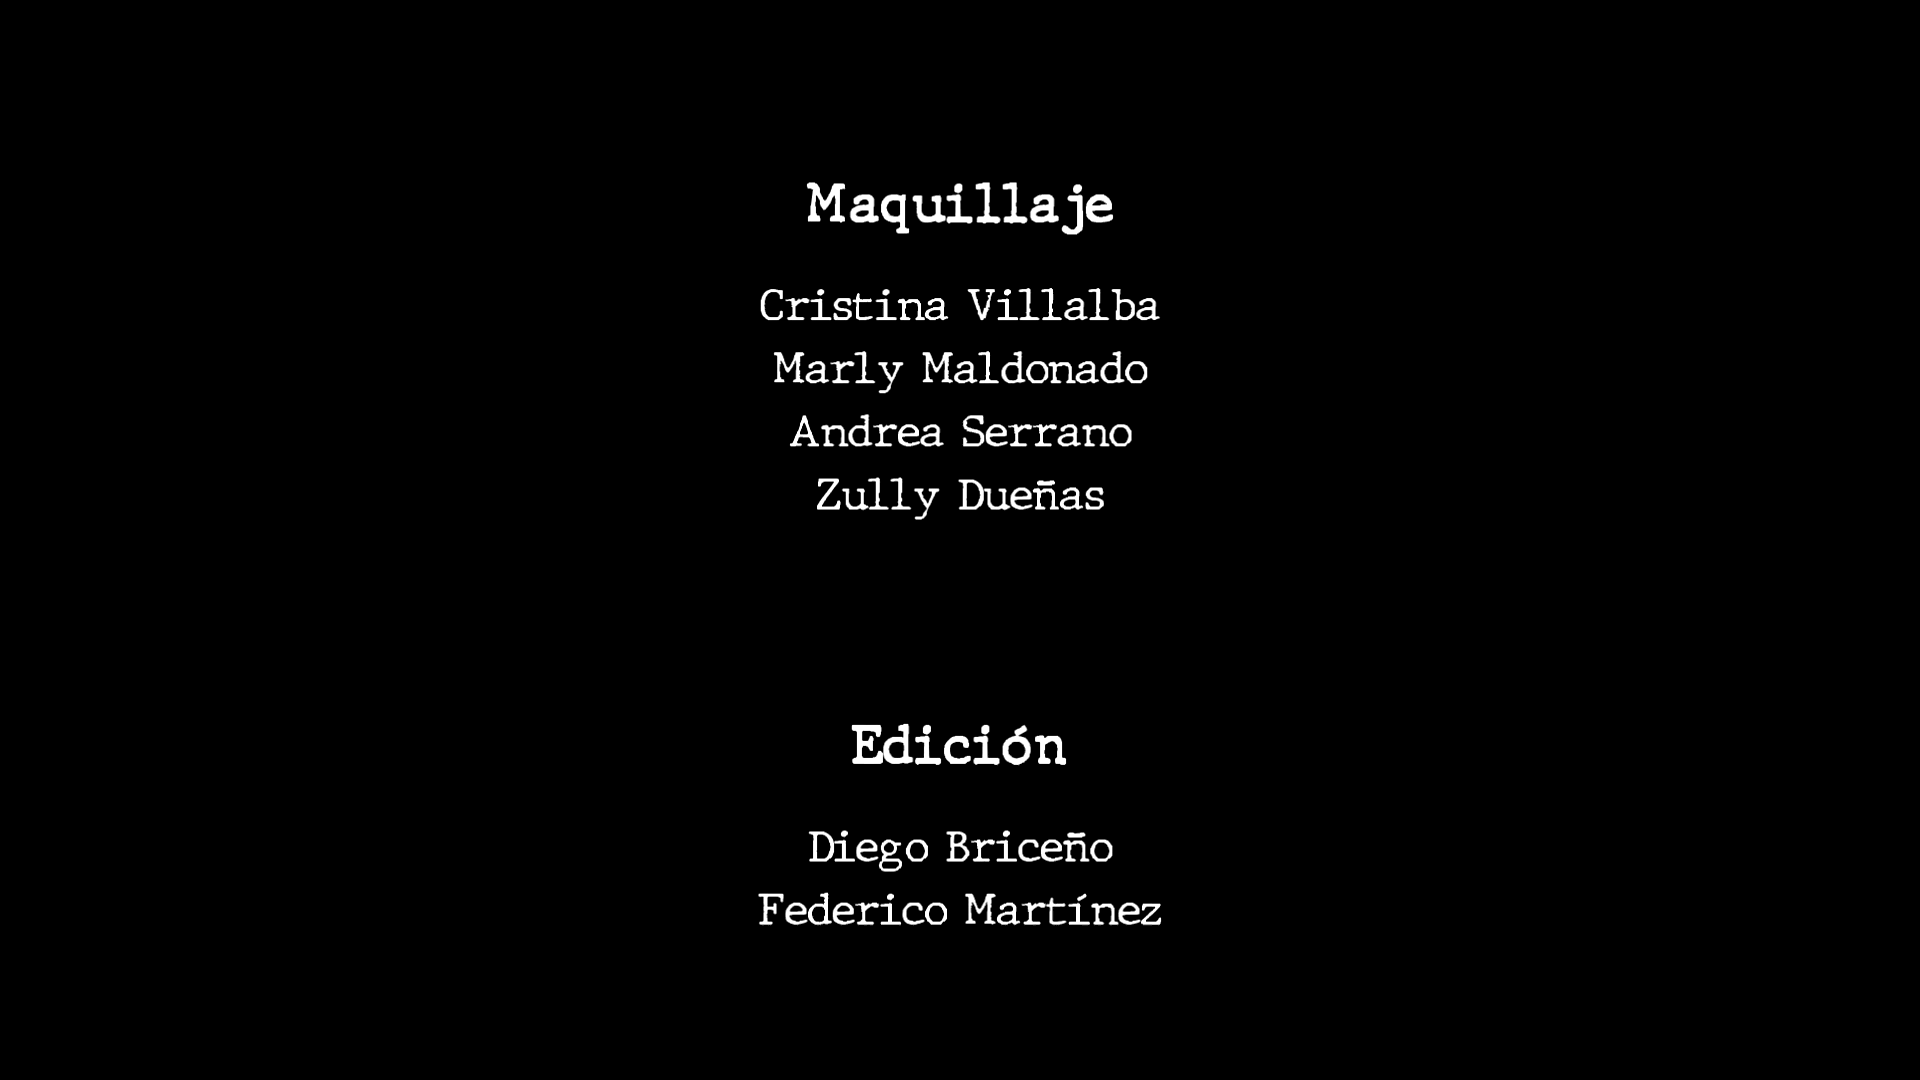 Maquillaje
Cristina Villalba
Marly Maldonado
Andrea Serrano
Zully Dueñas
Edición
Diego Briceño
Federico Martínez